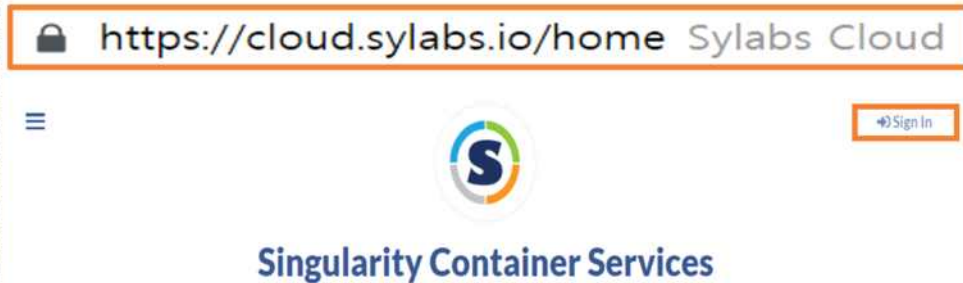 https://cloud.sylabs.io/home Sylabs Cloud
Sign In
S
Singularity Container Services